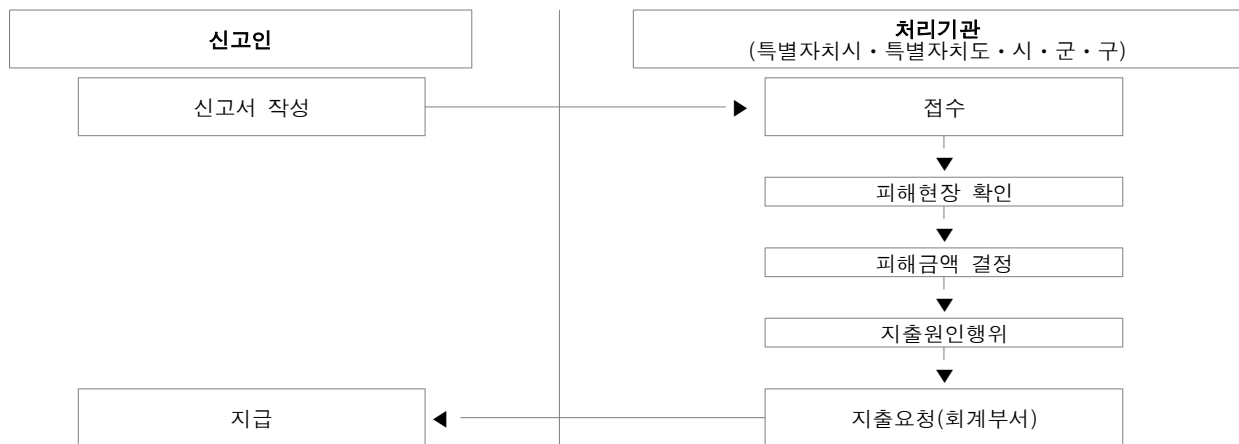 신고인
처리기관
(특별자치시・특별자치도・시・군・구)
신고서 작성
접수
피해현장 확인
피해금액 결정
지출원인행위
지급
지출요청(회계부서)